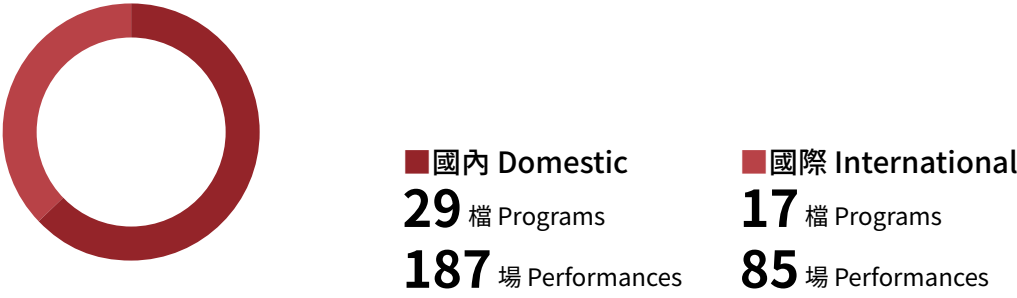 國內 Domestic
29 檔 Programs
187 場 Performances
國際 International
17 檔 Programs
85 場 Performances